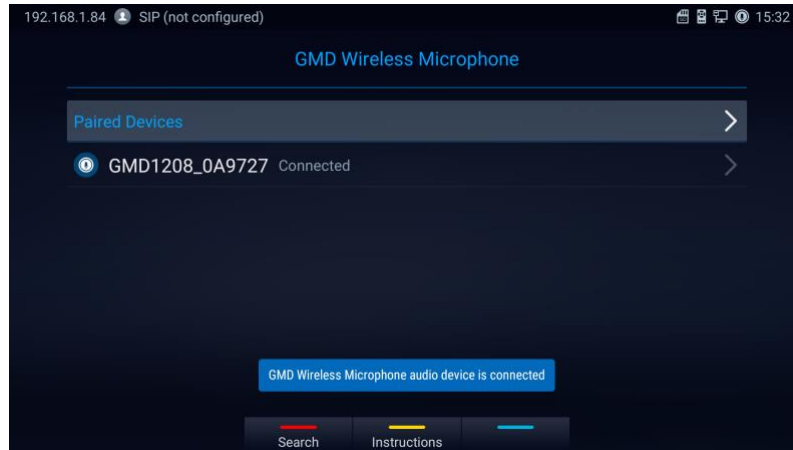 192.168.1.84 SIP (not configured) 15:32
GMD Wireless Microphone
Paired Devices
GMD1208_0A9727 Connected
GMD Wireless Microphone audio device is connected
Search Instructions